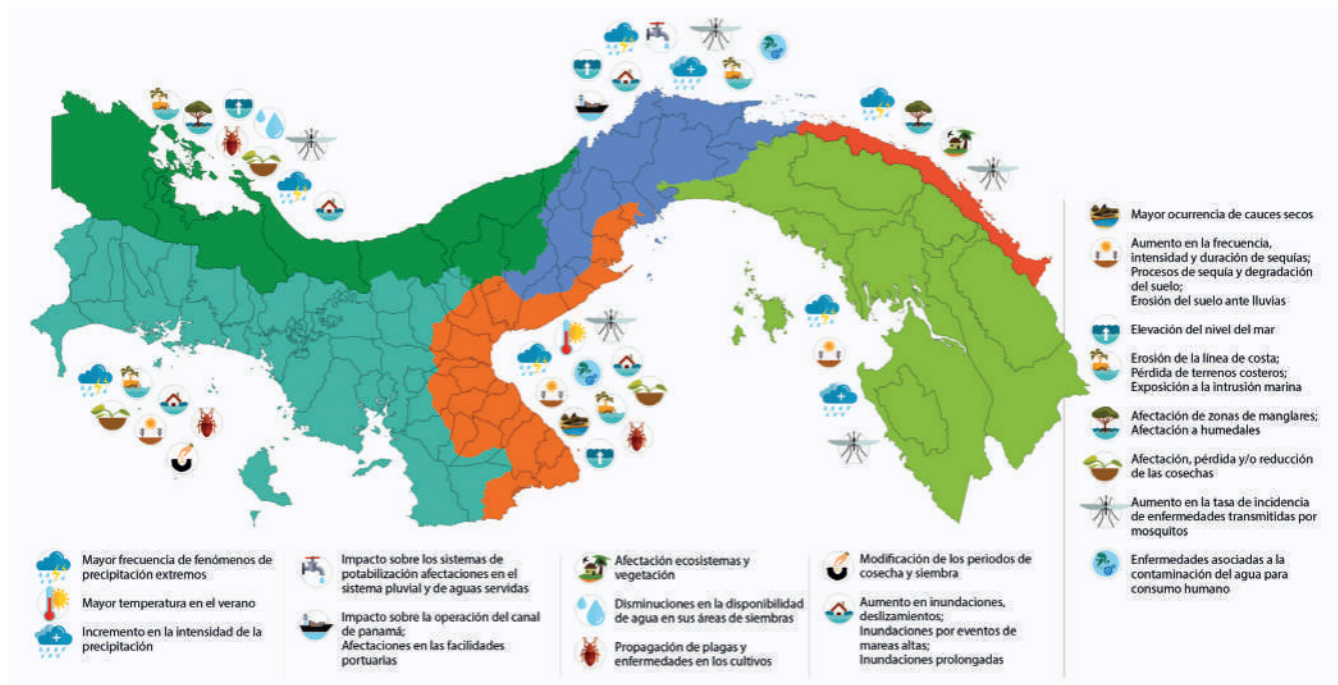 Mayor ocurrencia de cauces secos
Aumento en la frecuencia,
intensidad y duración de sequías;
Procesos de sequía y degradación
del suelo;
Erosión del suelo ante lluvias
Elevación del nivel del mar
Erosión de la línea de costa;
Pérdida de terrenos costeros;
Exposición a la intrusión marina
Afectación de zonas de manglares;
Afectación a humedales
Afectación, pérdida y/o reducción
de las cosechas
Aumento en la tasa de incidencia
de enfermedades transmitidas por
mosquitos
Enfermedades asociadas a la
contaminación del agua para
consumo humano
Mayor frecuencia de fenómenos de
precipitación extremos
Mayor temperatura en el verano
Incremento en la intensidad de la
precipitación
Impacto sobre los sistemas de
potabilización afectaciones en el
sistema pluvial y de aguas servidas
Impacto sobre la operación del canal
de panamá;
Afectaciones en las facilidades
portuarias
Afectación ecosistemas y
vegetación
Disminuciones en la disponibilidad
de agua en sus áreas de siembras
Propagación de plagas y
enfermedades en los cultivos
Modificación de los periodos de
cosecha y siembra
Aumento en inundaciones,
deslizamientos;
Inundaciones por eventos de
mareas altas;
Inundaciones prolongadas